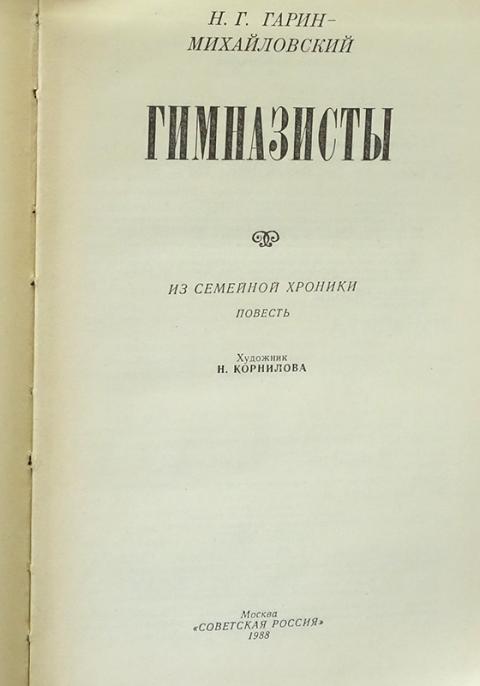 Н. Г. ГАРИН-
МИХАЙЛОВСКИЙ
ГИМНАЗИСТЫ
ИЗ СЕМЕЙНОЙ ХРОНИКИ
ПОВЕСТЬ
Художник
Н. КОРНИЛОВА
Москва
«СОВЕТСКАЯ РОССИЯ»
1988